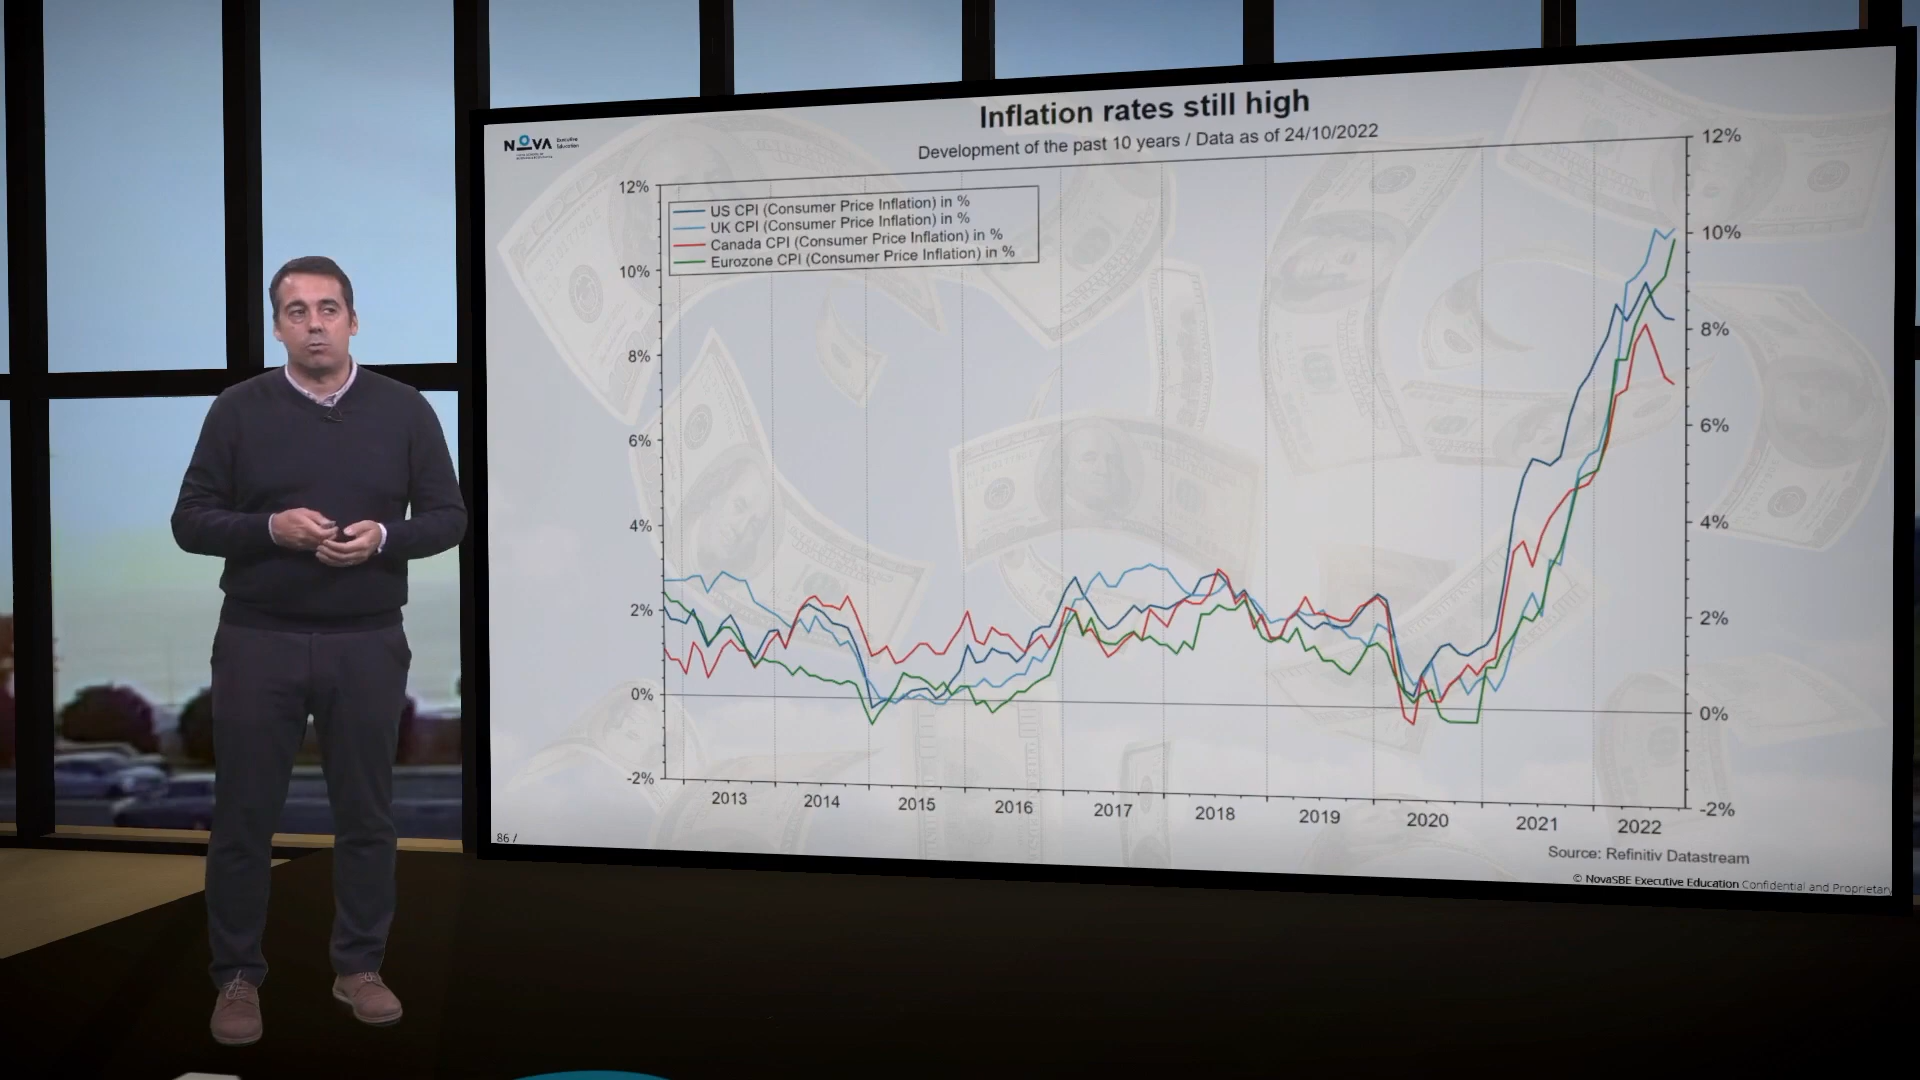 Inflation rates still high
Development of the past 10 years / Data as of 24/10/2022
NOVA
Executive
Education
12%
10%
8%
6%
4%
2%
0%
-2%
US CPI (Consumer Price Inflation) in %
UK CPI (Consumer Price Inflation) in %
Canada CPI (Consumer Price Inflation) in %
Eurozone CPI (Consumer Price Inflation) in %
12%
10%
8%
6%
4%
2%
0%
-2%
2013 2014 2015 2016 2017 2018 2019 2020 2021 2022
Source: Refinitiv Datastream
86 /
© NovaSBE Executive Education Confidential and Proprietary